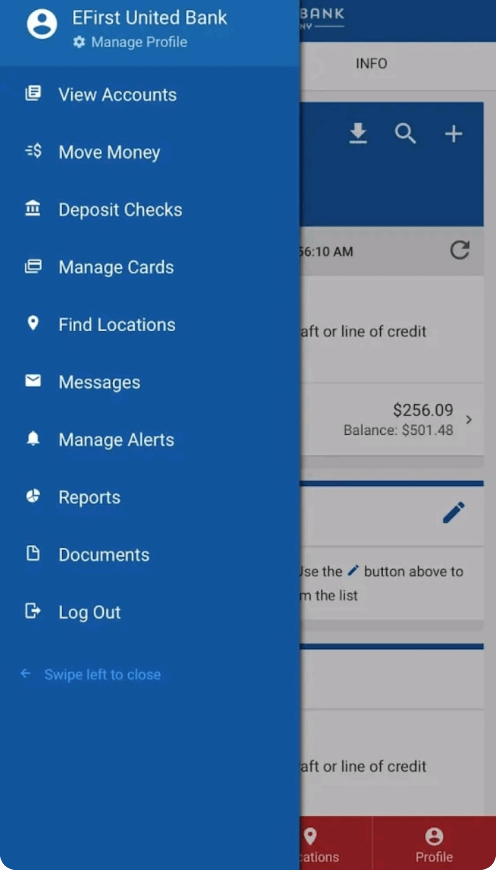 EFirst United Bank
Manage Profile
View Accounts
Move Money
Deposit Checks
Manage Cards
Find Locations
Messages
Manage Alerts
Reports
Documents
Log Out
Swipe left to close
BANK
NY
INFO
56:10 AM
aft or line of credit
$256.09
Balance: $501.48
Use the button above to
m the list
aft or line of credit
cations
Profile